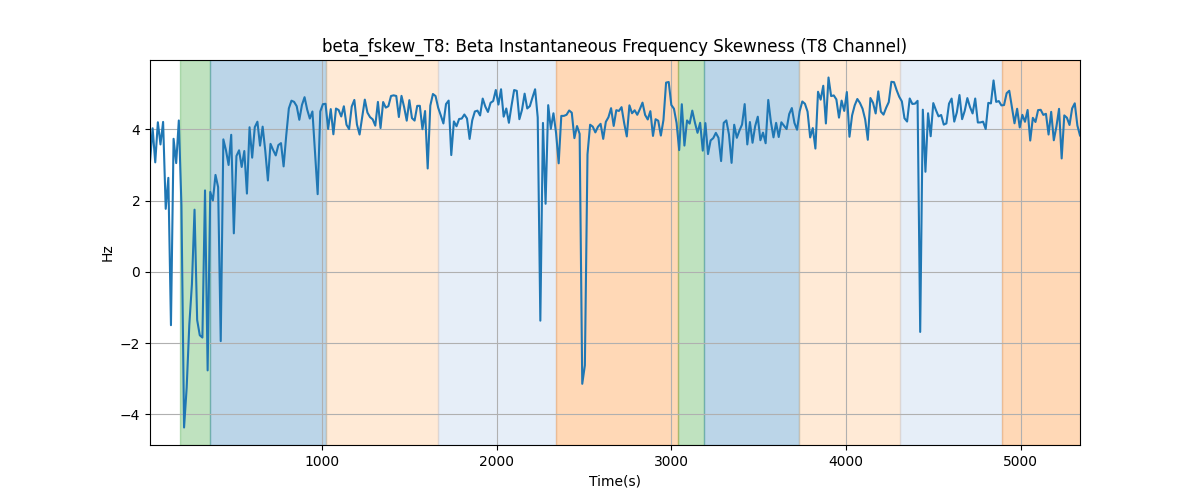 beta_fskew_T8: Beta Instantaneous Frequency Skewness (T8 Channel)
4
2
0
−2
−4
Hz
1000 2000 3000 4000 5000
Time(s)